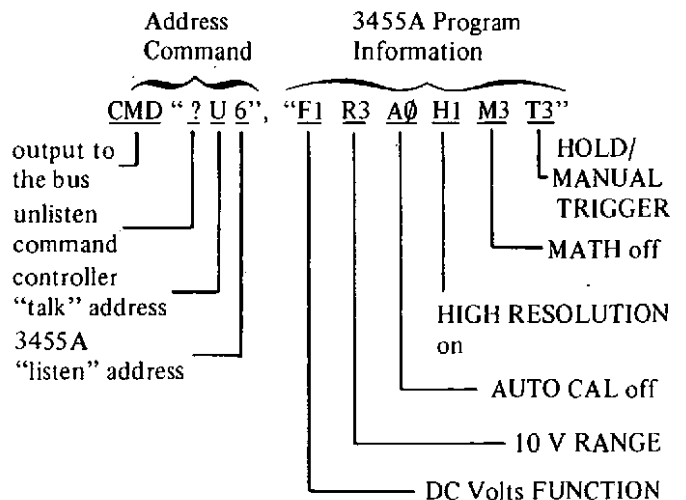 Address
Command
3455A Program
Information
CMD “? U 6”, “F1 R3 AØ H1 M3 T3”
output to
the bus
unlisten
command
controller
“talk” address
3455A
“listen” address
HOLD/
MANUAL
TRIGGER
MATH off
HIGH RESOLUTION
on
AUTO CAL off
10 V RANGE
DC Volts FUNCTION